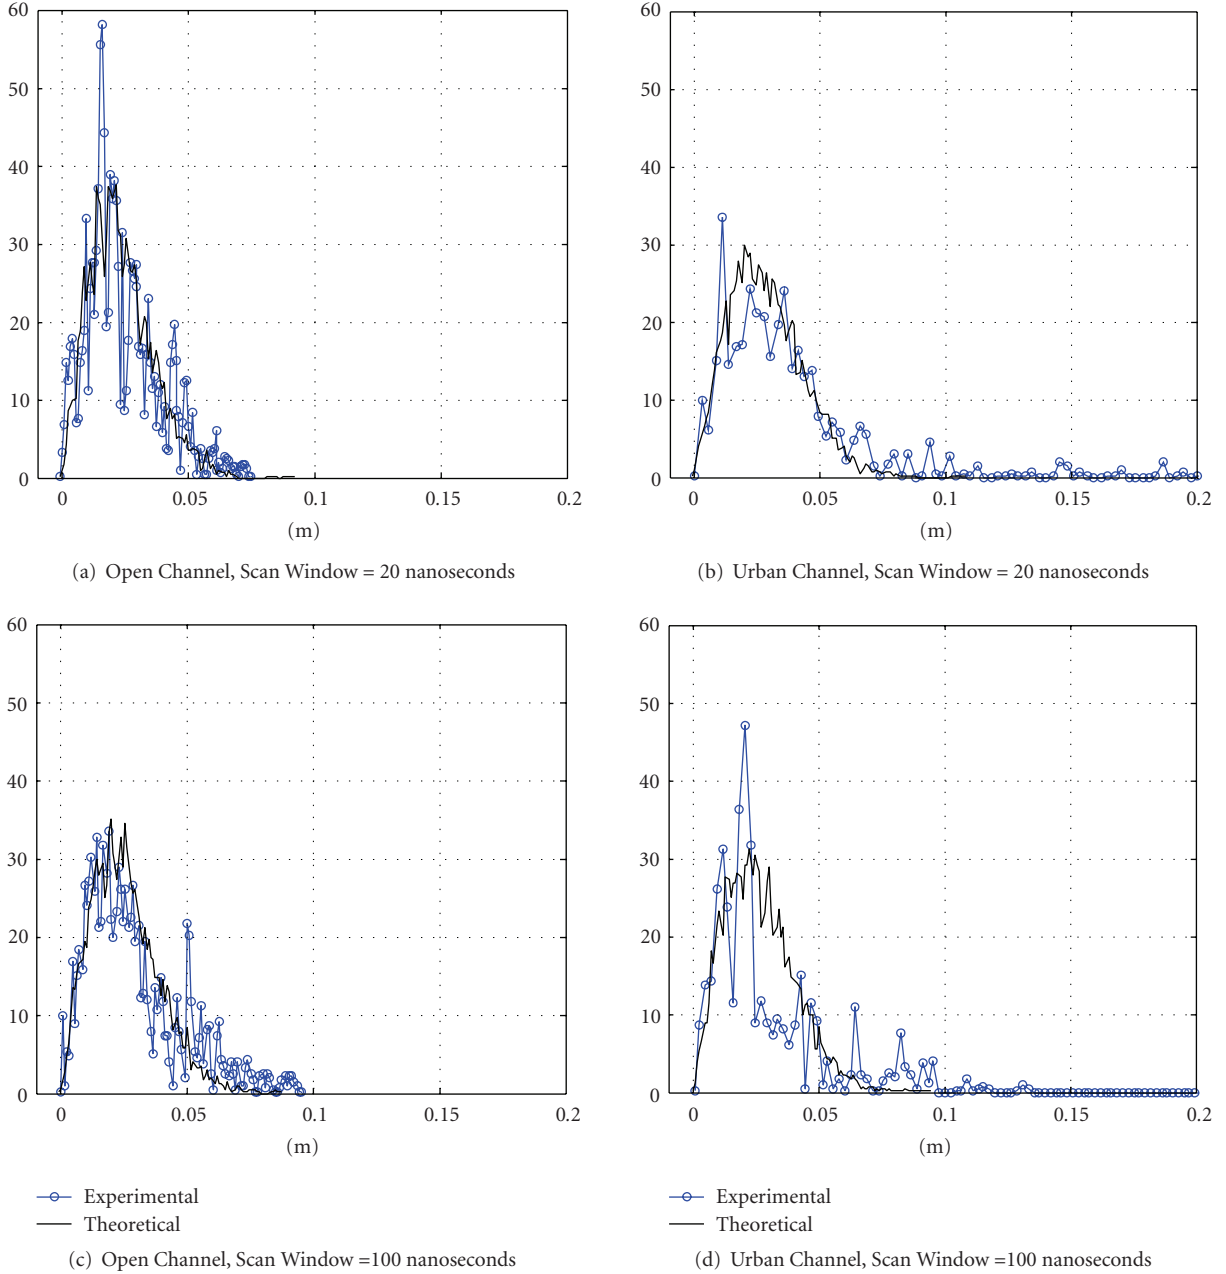 60
50
40
30
20
10
0
0 0.05 0.1 0.15 0.2
(m)
(a) Open Channel, Scan Window = 20 nanoseconds
60
50
40
30
20
10
0
0 0.05 0.1 0.15 0.2
(m)
(b) Urban Channel, Scan Window = 20 nanoseconds
60
50
40
30
20
10
0
0 0.05 0.1 0.15 0.2
(m)
Experimental
Theoretical
(c) Open Channel, Scan Window =100 nanoseconds
60
50
40
30
20
10
0
0 0.05 0.1 0.15 0.2
(m)
Experimental
Theoretical
(d) Urban Channel, Scan Window =100 nanoseconds